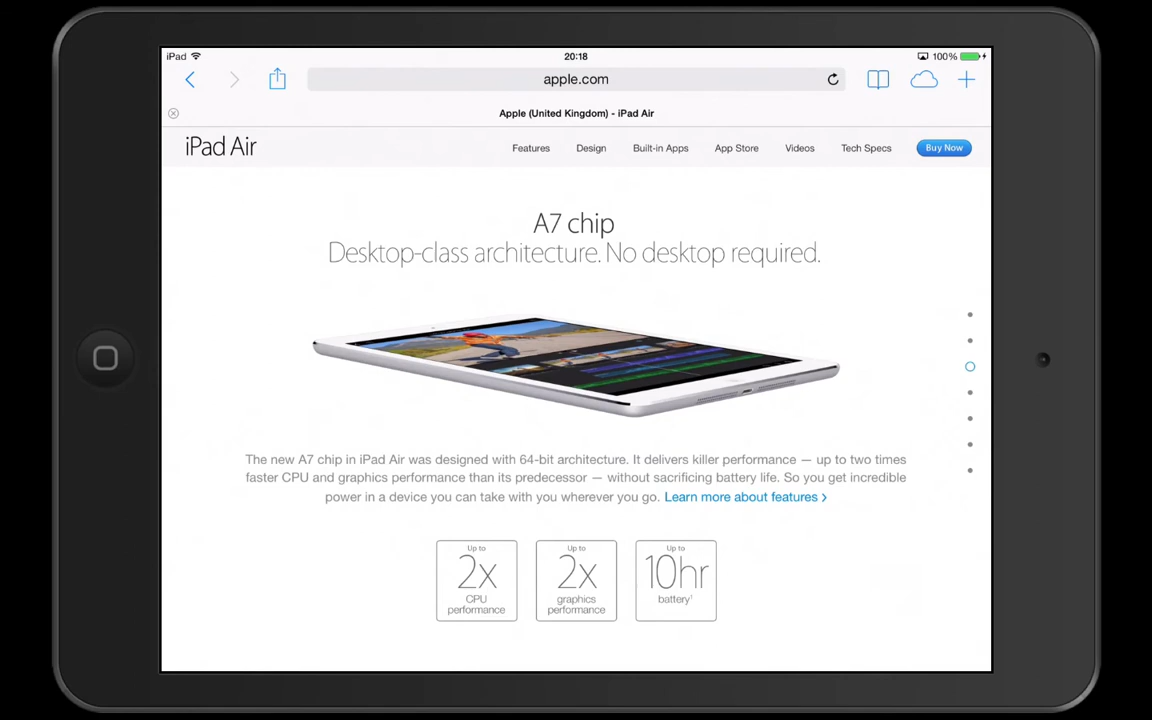 iPad
20:18
100%
apple.com
Apple (United Kingdom) - iPad Air
iPad Air
Features
Design
Built-in Apps
App Store
Videos
Tech Specs
Buy Now
A7 chip
Desktop-class architecture. No desktop required.
The new A7 chip in iPad Air was designed with 64-bit architecture. It delivers killer performance — up to two times
faster CPU and graphics performance than its predecessor — without sacrificing battery life. So you get incredible
power in a device you can take with you wherever you go. Learn more about features ›
Up to
2x
CPU
performance
Up to
2x
graphics
performance
Up to
10hr
battery¹